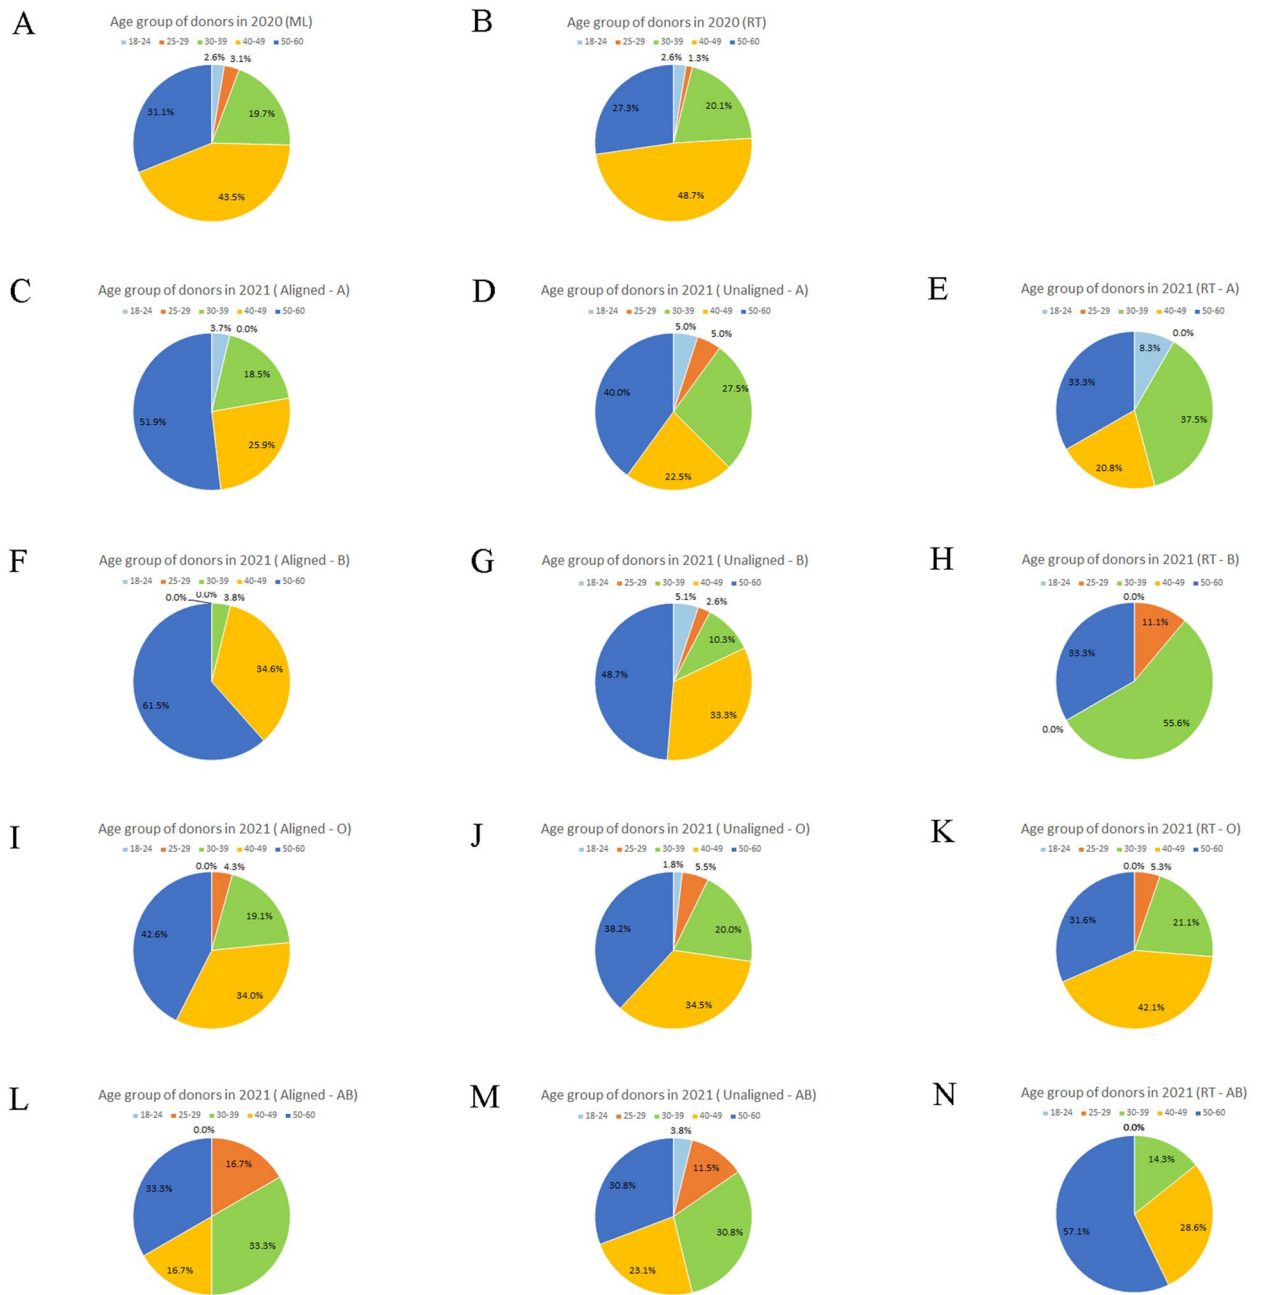 A
Age group of donors in 2020 (ML)
18-24 25-29 30-39 40-49 50-60
2.6% 3.1%
31.1%
19.7%
43.5%
B
Age group of donors in 2020 (RT)
18-24 25-29 30-39 40-49 50-60
2.6% 1.3%
27.3%
20.1%
48.7%
C
Age group of donors in 2021 ( Aligned - A)
18-24 25-29 30-39 40-49 50-60
3.7% 0.0%
18.5%
51.9%
25.9%
D
Age group of donors in 2021 ( Unaligned - A)
18-24 25-29 30-39 40-49 50-60
5.0% 5.0%
40.0%
27.5%
22.5%
E
Age group of donors in 2021 (RT - A)
18-24 25-29 30-39 40-49 50-60
0.0%
8.3%
33.3%
37.5%
20.8%
F
Age group of donors in 2021 ( Aligned - B)
18-24 25-29 30-39 40-49 50-60
0.0% 0.0% 3.8%
34.6%
61.5%
G
Age group of donors in 2021 ( Unaligned - B)
18-24 25-29 30-39 40-49 50-60
5.1% 2.6%
10.3%
48.7%
33.3%
H
Age group of donors in 2021 (RT - B)
18-24 25-29 30-39 40-49 50-60
0.0%
11.1%
33.3%
55.6%
0.0%
I
Age group of donors in 2021 ( Aligned - O)
18-24 25-29 30-39 40-49 50-60
0.0% 4.3%
19.1%
42.6%
34.0%
J
Age group of donors in 2021 ( Unaligned - O)
18-24 25-29 30-39 40-49 50-60
1.8% 5.5%
38.2%
20.0%
34.5%
K
Age group of donors in 2021 (RT - O)
18-24 25-29 30-39 40-49 50-60
0.0% 5.3%
31.6%
21.1%
42.1%
L
Age group of donors in 2021 ( Aligned - AB)
18-24 25-29 30-39 40-49 50-60
0.0%
16.7%
33.3%
33.3%
16.7%
M
Age group of donors in 2021 ( Unaligned - AB)
18-24 25-29 30-39 40-49 50-60
3.8%
11.5%
30.8%
30.8%
23.1%
N
Age group of donors in 2021 (RT - AB)
18-24 25-29 30-39 40-49 50-60
0.0%
14.3%
57.1%
28.6%